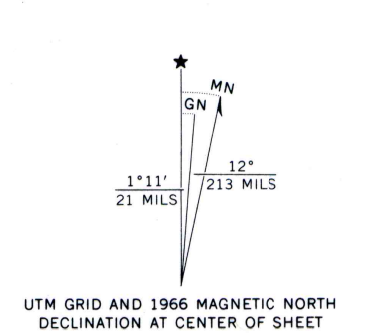 ★
MN
GN
1°11′
21 MILS
12°
213 MILS
UTM GRID AND 1966 MAGNETIC NORTH
DECLINATION AT CENTER OF SHEET